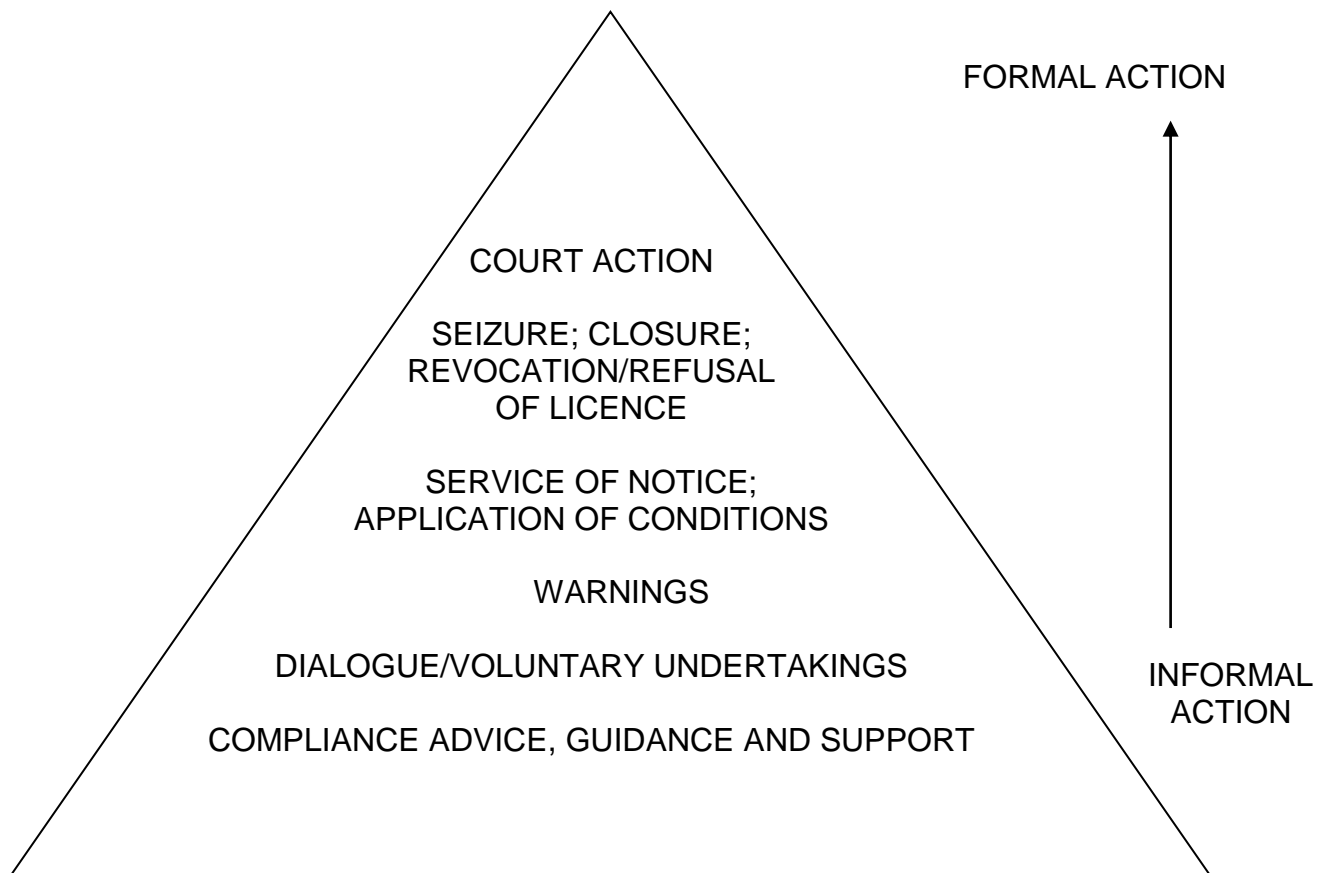 FORMAL ACTION
COURT ACTION
SEIZURE; CLOSURE;
REVOCATION/REFUSAL
OF LICENCE
SERVICE OF NOTICE;
APPLICATION OF CONDITIONS
WARNINGS
DIALOGUE/VOLUNTARY UNDERTAKINGS
COMPLIANCE ADVICE, GUIDANCE AND SUPPORT
INFORMAL
ACTION